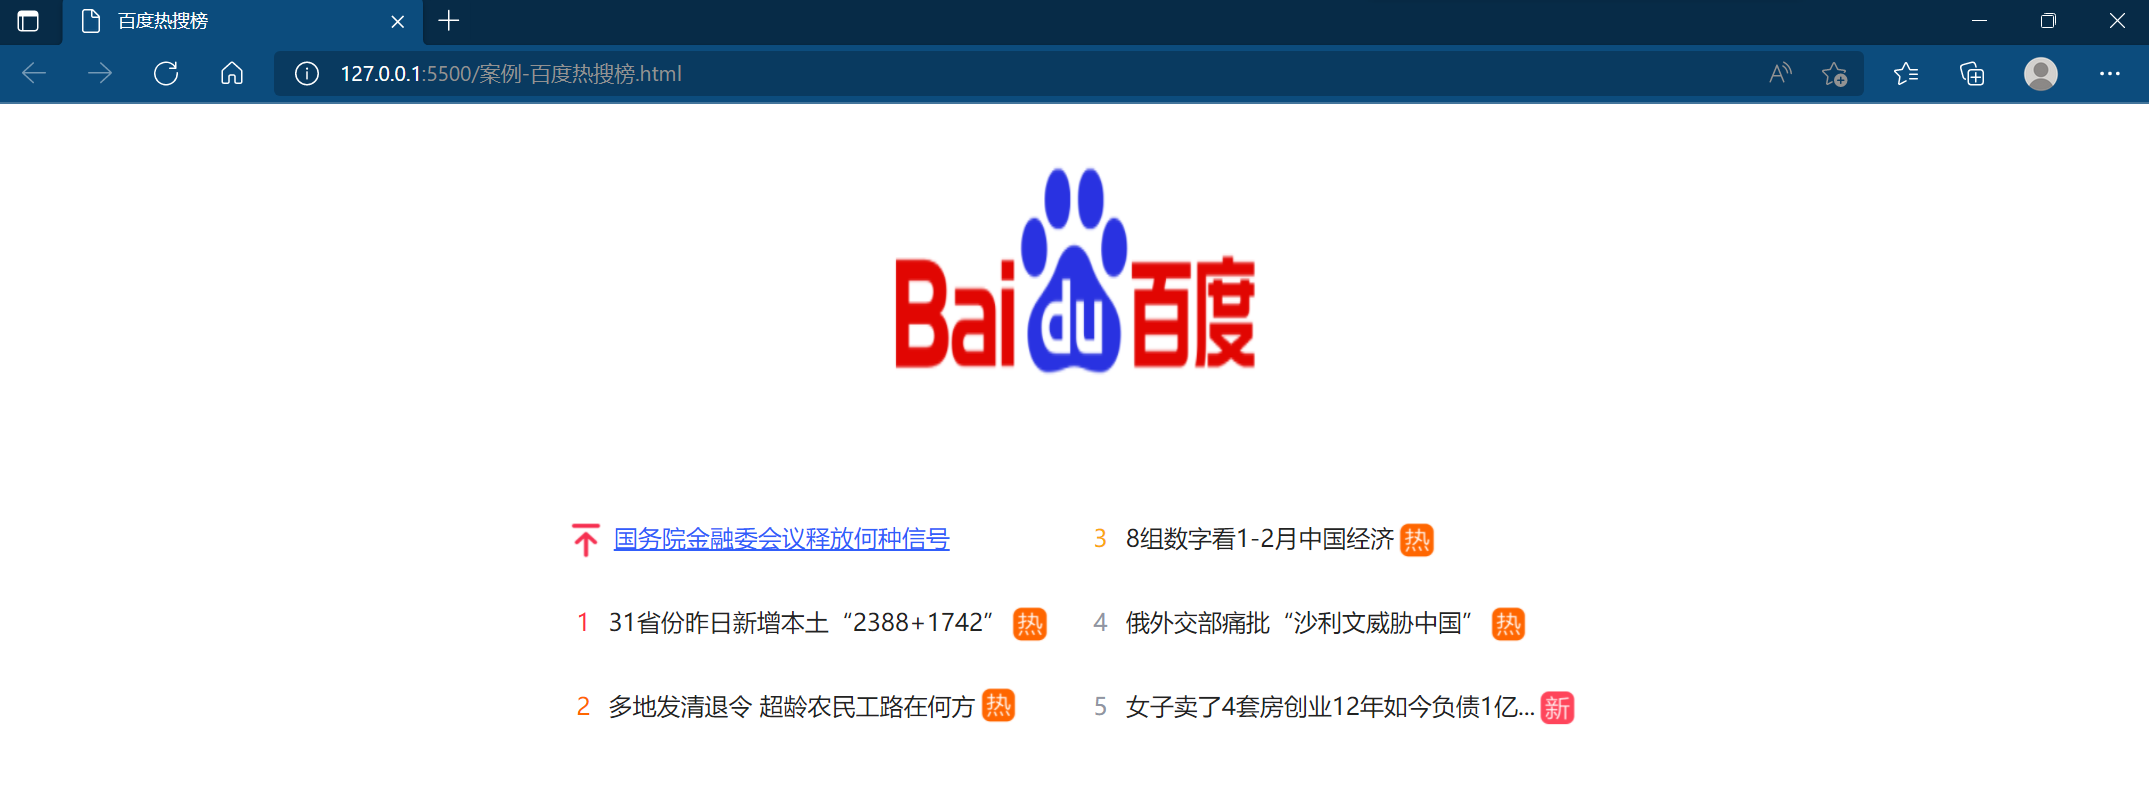 百度热搜榜
127.0.0.1:5500/案例-百度热搜榜.html
Bai du 百度
国务院金融委会议释放何种信号
1 31省份昨日新增本土“2388+1742” 热
2 多地发清退令 超龄农民工路在何方 热
3 8组数字看1-2月中国经济 热
4 俄外交部痛批“沙利文威胁中国” 热
5 女子卖了4套房创业12年如今负债1亿... 新